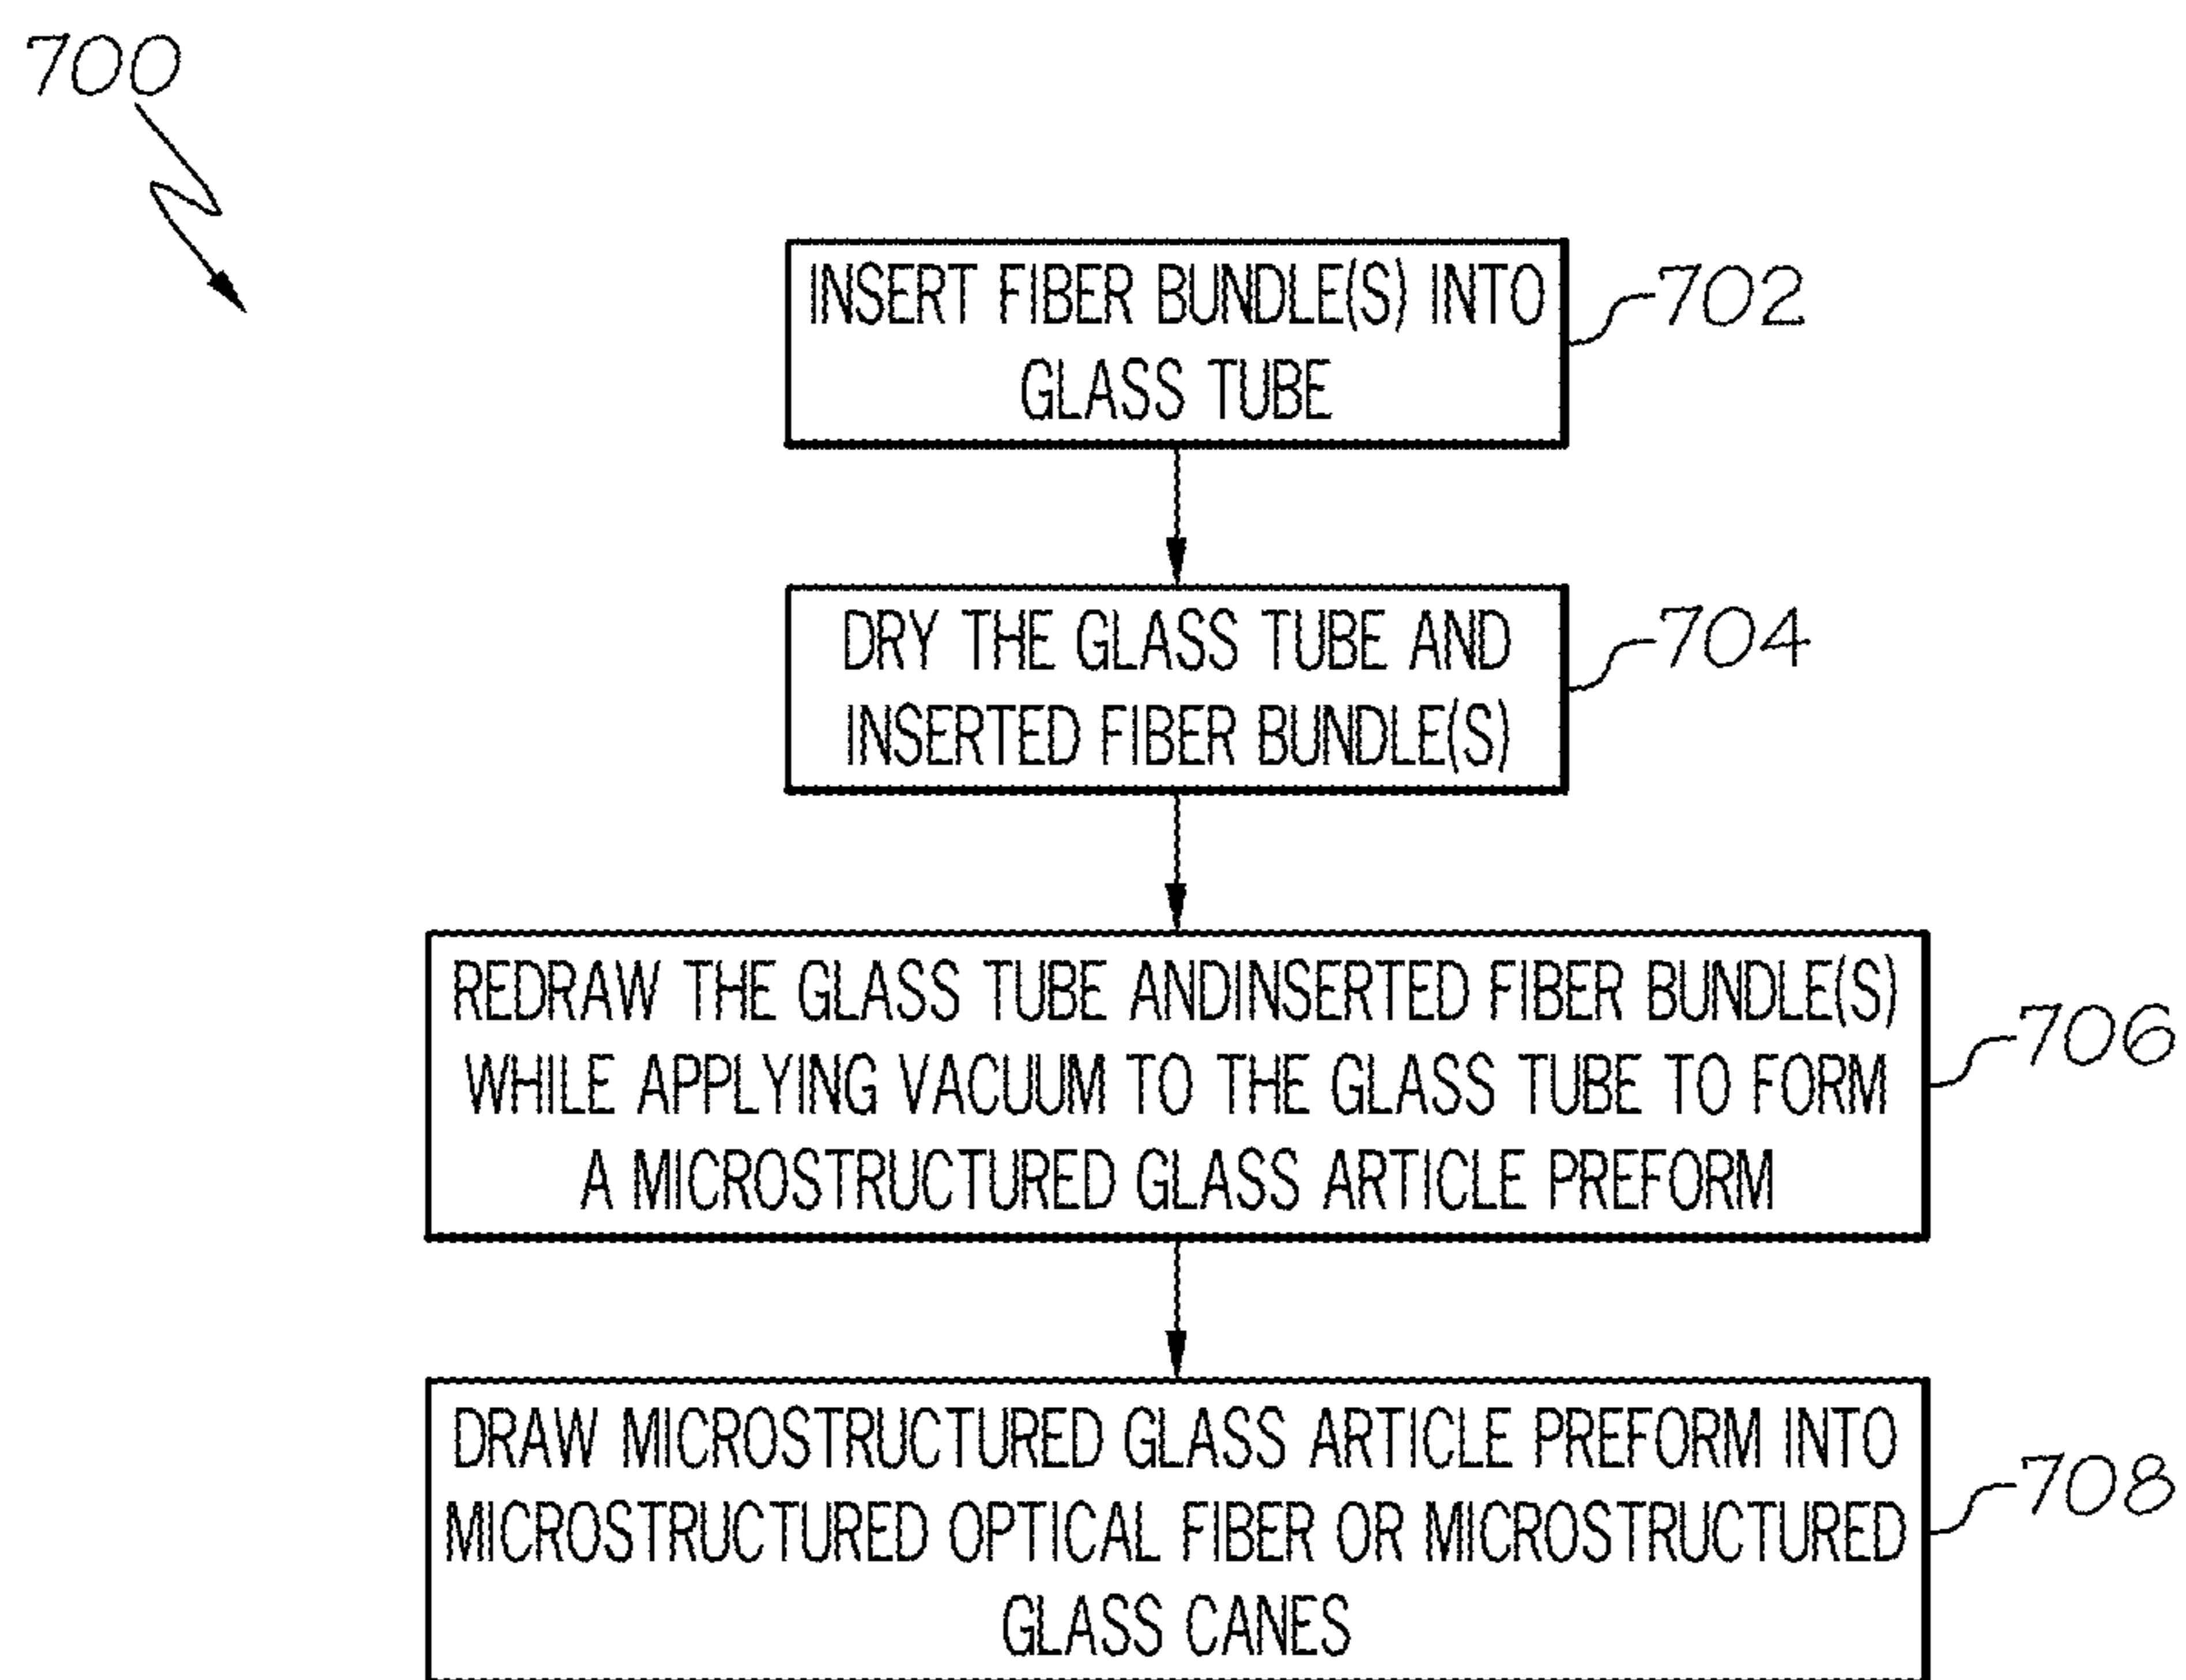 700
INSERT FIBER BUNDLE(S) INTO
GLASS TUBE
702
DRY THE GLASS TUBE AND
INSERTED FIBER BUNDLE(S)
704
REDRAW THE GLASS TUBE ANDINSERTED FIBER BUNDLE(S)
WHILE APPLYING VACUUM TO THE GLASS TUBE TO FORM
A MICROSTRUCTURED GLASS ARTICLE PREFORM
706
DRAW MICROSTRUCTURED GLASS ARTICLE PREFORM INTO
MICROSTRUCTURED OPTICAL FIBER OR MICROSTRUCTURED
GLASS CANES
708